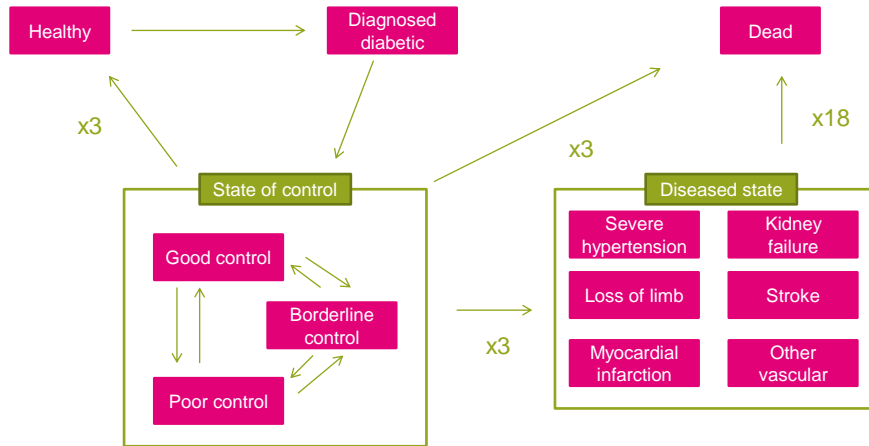 Healthy
Diagnosed
diabetic
Dead
x3
x3
x18
State of control
Diseased state
Good control
Borderline
control
Poor control
x3
Severe
hypertension
Kidney
failure
Loss of limb
Stroke
Myocardial
infarction
Other
vascular